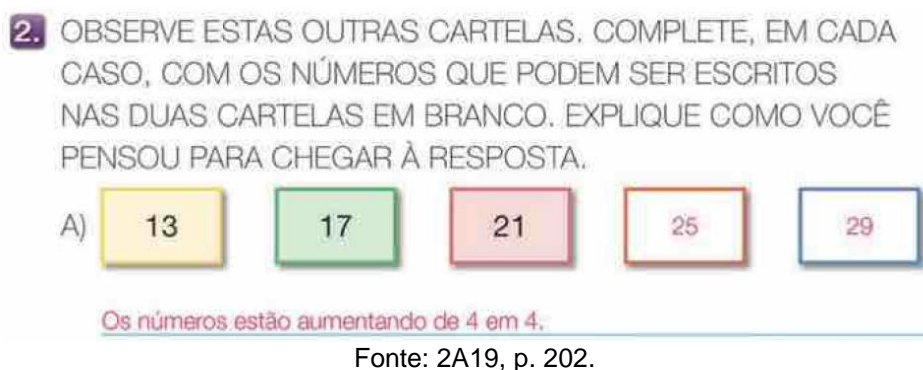 2. OBSERVE ESTAS OUTRAS CARTELAS. COMPLETE, EM CADA
CASO, COM OS NÚMEROS QUE PODEM SER ESCRITOS
NAS DUAS CARTELAS EM BRANCO. EXPLIQUE COMO VOCÊ
PENSOU PARA CHEGAR À RESPOSTA.
A) 13 17 21 25 29
Os números estão aumentando de 4 em 4.
Fonte: 2A19, p. 202.